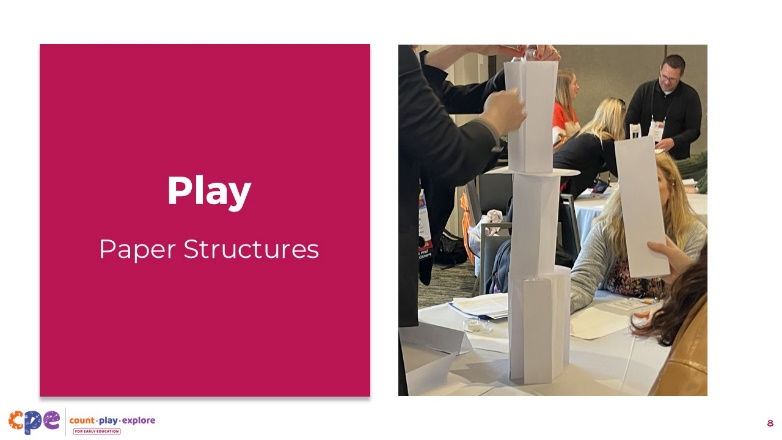 Play
Paper Structures
cpe
count·play·explore
FOR EARLY EDUCATION
8